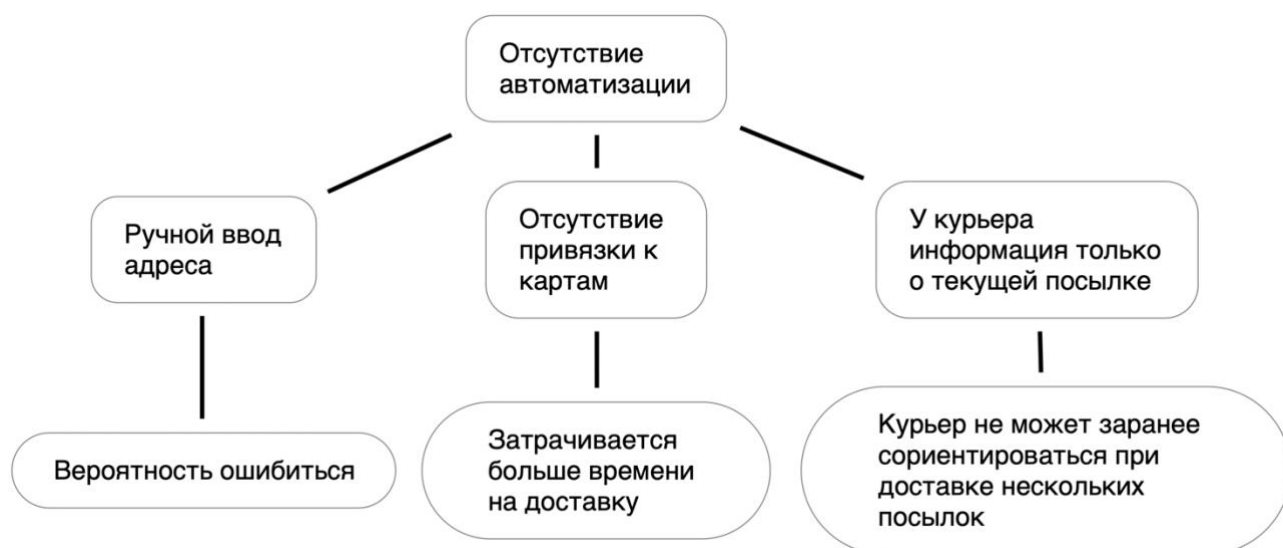 Отсутствие
автоматизации
Ручной ввод
адреса
Отсутствие
привязки к
картам
У курьера
информация только
о текущей посылке
Вероятность ошибиться
Затрачивается
больше времени
на доставку
Курьер не может заранее
сориентироваться при
доставке нескольких
посылок